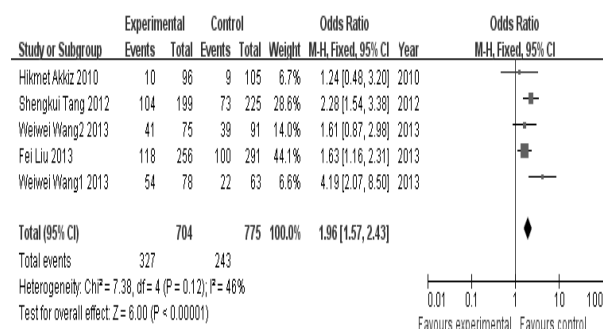 Experimental Control Odds Ratio Odds Ratio
Study or Subgroup Events Total Events Total Weight M-H, Fixed, 95% CI Year M-H, Fixed, 95% CI
Hikmet Akkiz 2010 10 96 9 105 6.7% 1.24 [0.48, 3.20] 2010
Shengkui Tang 2012 104 199 73 225 28.6% 2.28 [1.54, 3.38] 2012
Weiwei Wang2 2013 41 75 39 91 1.61 [0.87, 2.98] 2013
Fei Liu 2013 118 256 100 291 44.1% 1.63 [1.16, 2.31] 2013
Weiwei Wang1 2013 54 78 22 63 6.6% 4.19 [2.07, 8.50] 2013
Total (95% CI) 704 775 100.0% 1.96 [1.57, 2.43]
Total events 327 243
Heterogeneity: Chi² = 7.38, df = 4 (P = 0.12); I² = 46%
Test for overall effect: Z = 6.00 (P < 0.00001)
0.01 0.1 1 10 100
Favours experimental Favours control